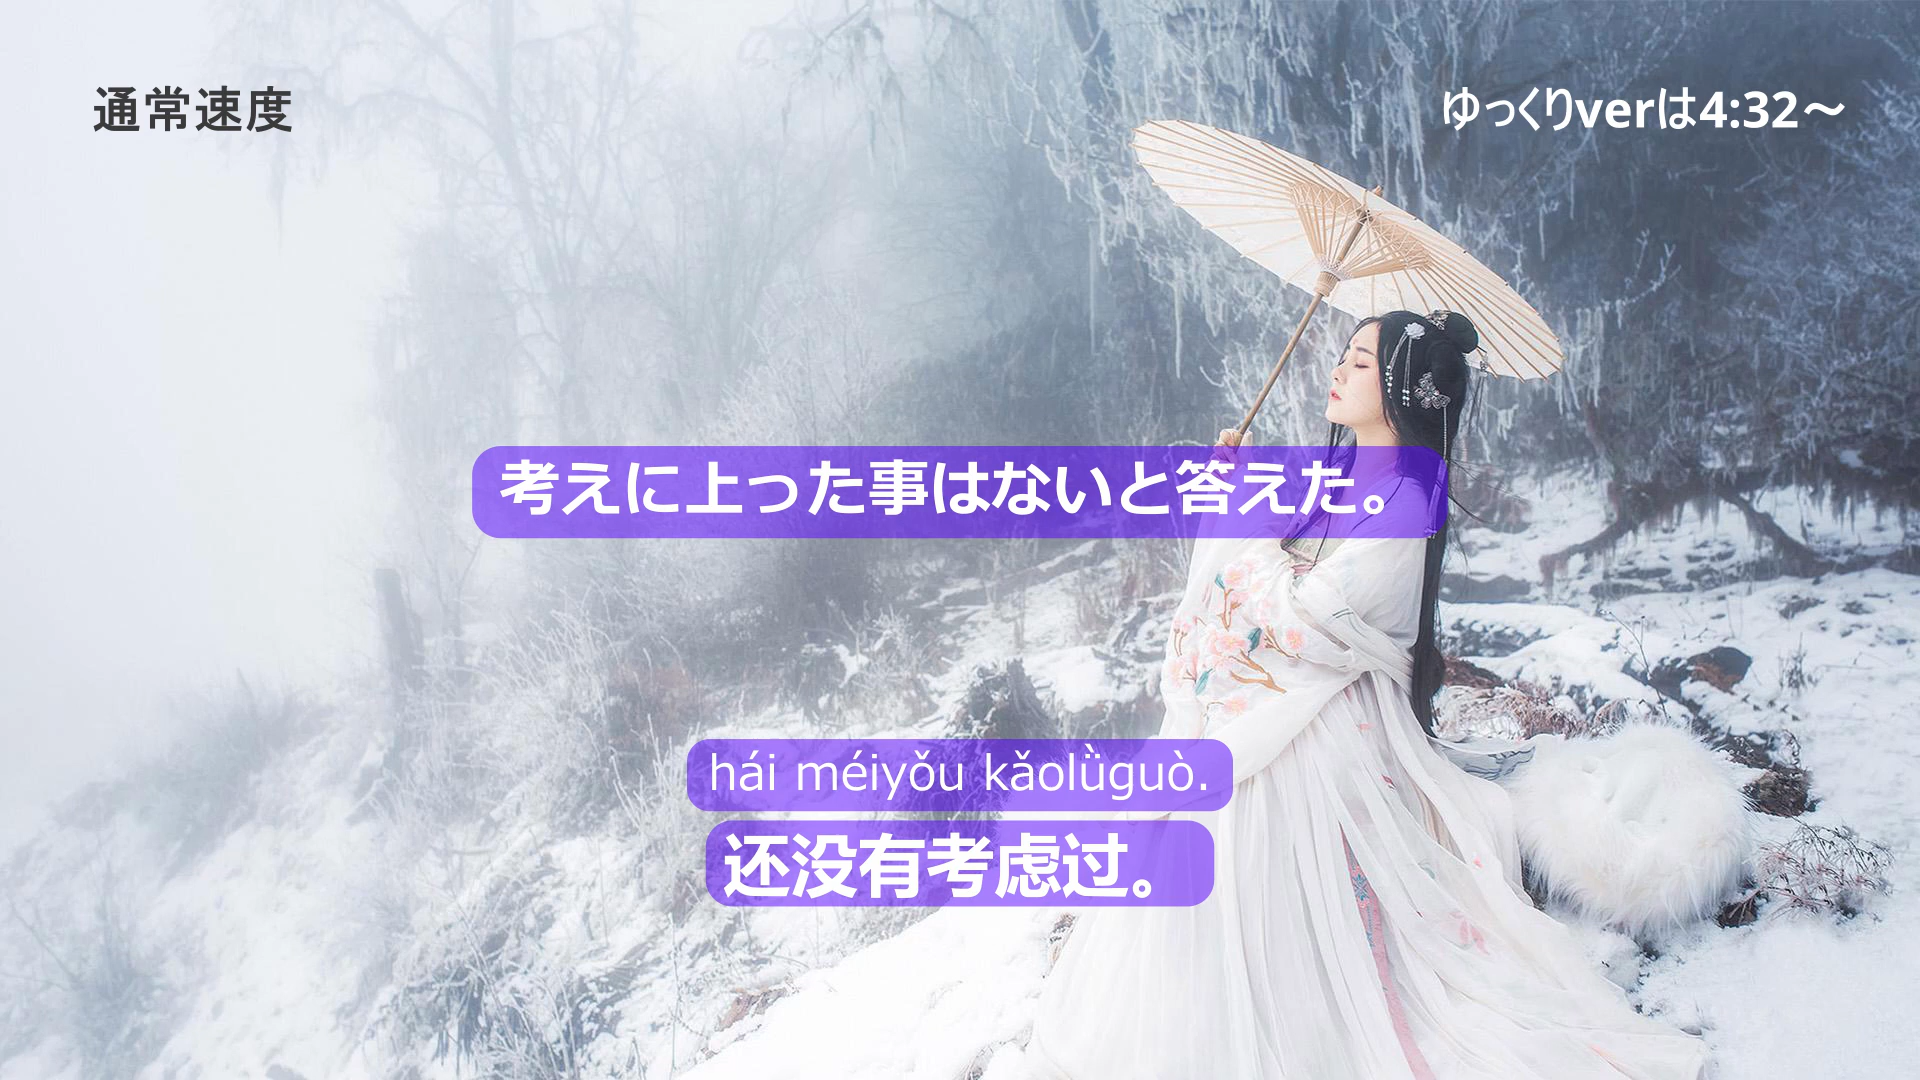 通常速度
ゆっくりverは4:32〜
考えに上った事はないと答えた。
hái méiyǒu kǎolǜguò.
还没有考虑过。